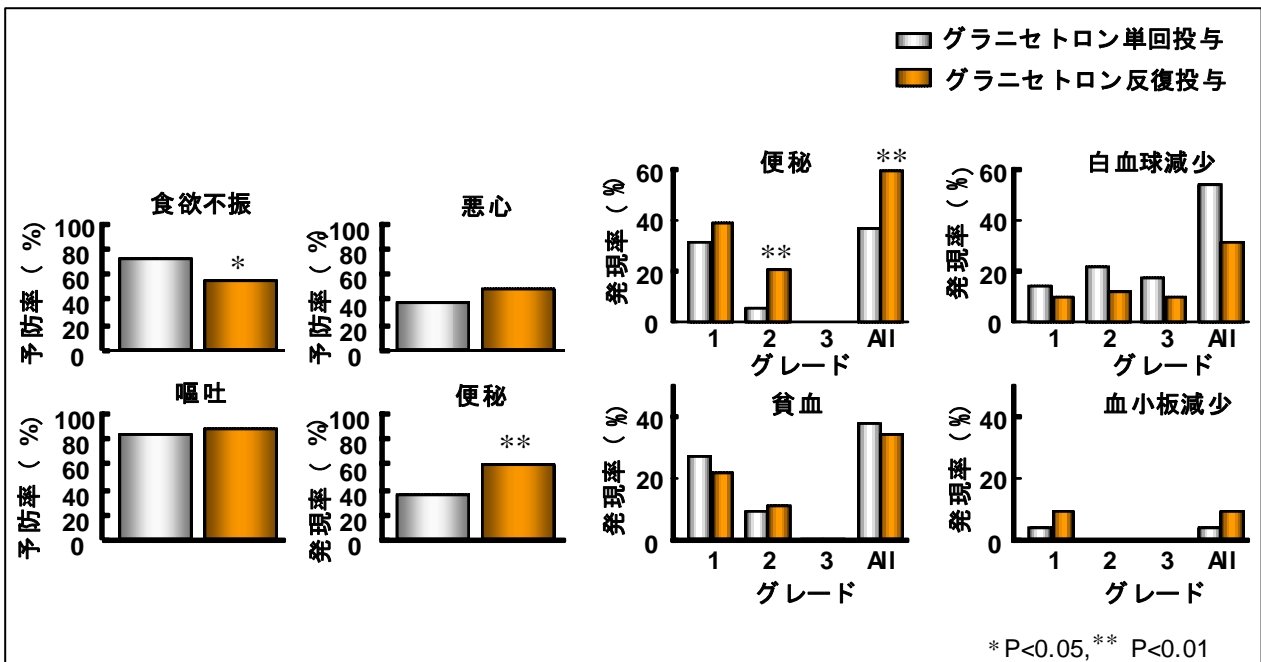 グラニセトロン単回投与
グラニセトロン反復投与
食欲不振
予防率 ( %)
100
80
60
40
20
0
*
悪心
予防率 ( %)
100
80
60
40
20
0
嘔吐
予防率 ( %)
100
80
60
40
20
0
便秘
発現率 ( %)
100
80
60
40
20
0
**
便秘
発現率 ( %)
60
40
20
0
**
**
1 2 3 All
グレード
白血球減少
発現率 ( %)
60
40
20
0
1 2 3 All
グレード
貧血
発現率 ( %)
40
20
0
1 2 3 All
グレード
血小板減少
発現率 ( %)
40
20
0
1 2 3 All
グレード
* P<0.05,** P<0.01